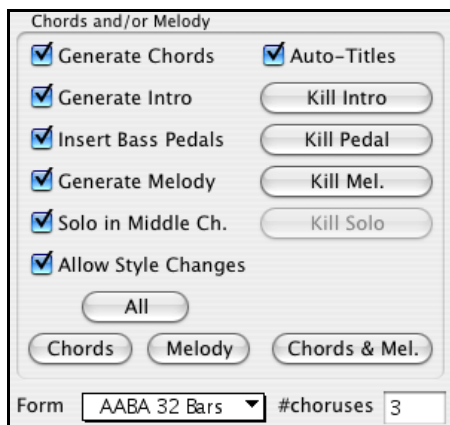 Chords and/or Melody
Generate Chords Auto-Titles
Generate Intro Kill Intro
Insert Bass Pedals Kill Pedal
Generate Melody Kill Mel.
Solo in Middle Ch. Kill Solo
Allow Style Changes
All
Chords Melody Chords & Mel.
Form AABA 32 Bars #choruses 3